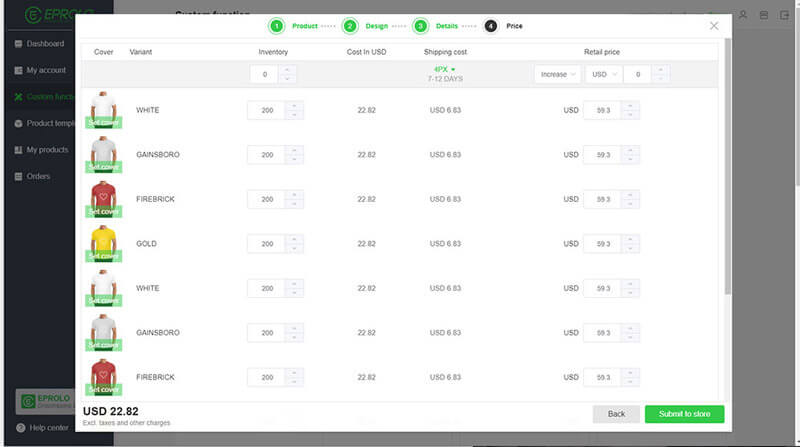 EPROLO
Custom function
1 Product 2 Design 3 Details 4 Price
Dashboard
My account
Custom functi
Product templ
My products
Orders
Cover Variant Inventory Cost In USD Shipping cost Retail price
0 4PX Increase USD 0
7-12 DAYS
Set cover WHITE 200 22.82 USD 6.83 USD 59.3
Set cover GAINSBORO 200 22.82 USD 6.83 USD 59.3
Set cover FIREBRICK 200 22.82 USD 6.83 USD 59.3
Set cover GOLD 200 22.82 USD 6.83 USD 59.3
Set cover WHITE 200 22.82 USD 6.83 USD 59.3
Set cover GAINSBORO 200 22.82 USD 6.83 USD 59.3
Set cover FIREBRICK 200 22.82 USD 6.83 USD 59.3
EPROLO
Help center
USD 22.82
Excl. taxes and other charges
Back
Submit to store